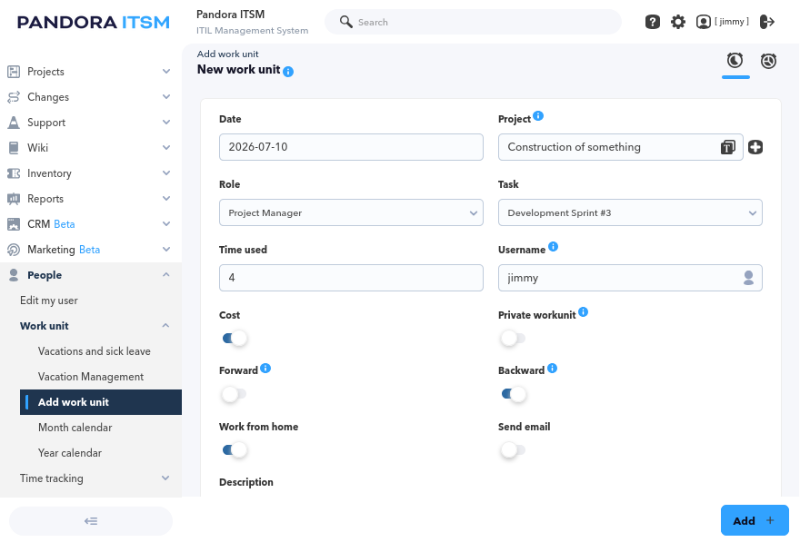 PANDORA ITSM
Pandora ITSM
ITIL Management System
Search
?
[ jimmy ]
Projects
Changes
Support
Wiki
Inventory
Reports
CRM Beta
Marketing Beta
People
Edit my user
Work unit
Vacations and sick leave
Vacation Management
Add work unit
Month calendar
Year calendar
Time tracking
Add work unit
New work unit
Date
2026-07-10
Project
Construction of something
Role
Project Manager
Task
Development Sprint #3
Time used
4
Username
jimmy
Cost
Private workunit
Forward
Backward
Work from home
Send email
Description
Add +